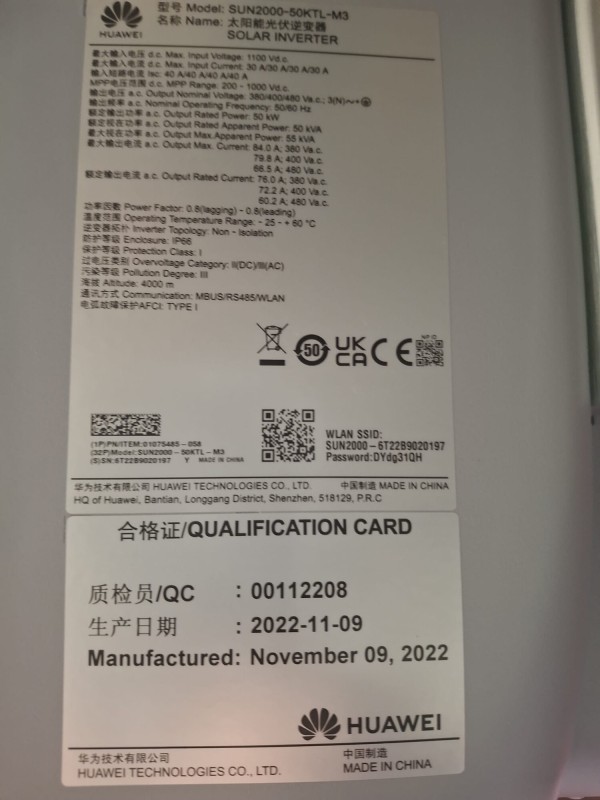 HUAWEI
型号 Model: SUN2000-50KTL-M3
名称 Name: 太阳能光伏逆变器
SOLAR INVERTER
最大输入电压 d.c. Max. Input Voltage: 1100 Vd.c.
最大输入电流 d.c. Max. Input Current: 30 A/30 A/30 A/30 A
输入短路电流 Isc: 40 A/40 A/40 A/40 A
MPP电压范围 d.c. MPP Range: 200 - 1000 Vd.c.
输出电压 a.c. Output Nominal Voltage: 380/400/480 Va.c.; 3(N)~+
输出频率 a.c. Nominal Operating Frequency: 50/60 Hz
额定输出功率 a.c. Output Rated Power: 50 kW
额定视在功率 a.c. Output Rated Apparent Power: 50 kVA
最大视在功率 a.c. Output Max.Apparent Power: 55 kVA
最大输出电流 a.c. Output Max. Current: 84.0 A; 380 Va.c.
79.8 A; 400 Va.c.
66.5 A; 480 Va.c.
额定输出电流 a.c. Output Rated Current: 76.0 A; 380 Va.c.
72.2 A; 400 Va.c.
60.2 A; 480 Va.c.
功率因数 Power Factor: 0.8(lagging) - 0.8(leading)
温度范围 Operating Temperature Range: - 25 - + 60 °C
逆变器拓扑 Inverter Topology: Non - Isolation
防护等级 Enclosure: IP66
保护等级 Protection Class: I
过电压类别 Overvoltage Category: II(DC)/III(AC)
污染等级 Pollution Degree: III
海拔 Altitude: 4000 m
通讯方式 Communication: MBUS/RS485/WLAN
电弧故障保护AFCI: TYPE I
50 UK CA CE
(1P)PN/ITEM:01075485-058
(32P)Model:SUN2000-50KTL-M3
(S)SN:6T22B9020197 Y MADE IN CHINA
WLAN SSID:
SUN2000-6T22B9020197
Password:DYdg31QH
华为技术有限公司 HUAWEI TECHNOLOGIES CO., LTD. 中国制造 MADE IN CHINA
HQ of Huawei, Bantian, Longgang District, Shenzhen, 518129, P.R.C
合格证/QUALIFICATION CARD
质检员/QC : 00112208
生产日期 : 2022-11-09
Manufactured: November 09, 2022
HUAWEI
华为技术有限公司 中国制造
HUAWEI TECHNOLOGIES CO., LTD. MADE IN CHINA